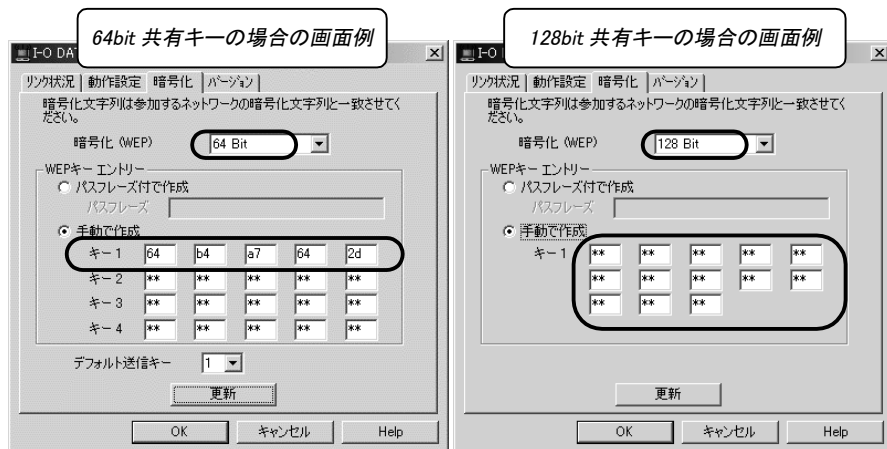 64bit 共有キーの場合の画面例
I-O DA
リンク状況 動作設定 暗号化 バージョン
暗号化文字列は参加するネットワークの暗号化文字列と一致させてく
ださい。
暗号化 (WEP) 64 Bit
WEPキー エントリー
パスフレーズ付で作成
パスフレーズ
手動で作成
キー 1 64 b4 a7 64 2d
キー 2 ** ** ** ** **
キー 3 ** ** ** ** **
キー 4 ** ** ** ** **
デフォルト送信キー 1
更新
OK キャンセル Help
128bit 共有キーの場合の画面例
I-O
リンク状況 動作設定 暗号化 バージョン
暗号化文字列は参加するネットワークの暗号化文字列と一致させてく
ださい。
暗号化 (WEP) 128 Bit
WEPキー エントリー
パスフレーズ付で作成
パスフレーズ
手動で作成
キー 1 ** ** ** ** **
** ** ** ** **
** ** **
更新
OK キャンセル Help